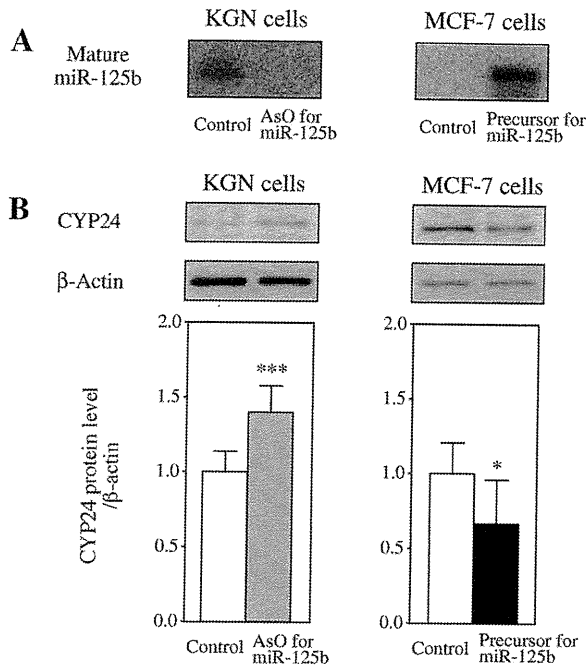 A
KGN cells
MCF-7 cells
Mature
miR-125b
Control
AsO for
miR-125b
Control
Precursor for
miR-125b
B
KGN cells
MCF-7 cells
CYP24
β-Actin
CYP24 protein level
/β-actin
2.0
1.5
1.0
0.5
0.0
***
Control
AsO for
miR-125b
2.0
1.5
1.0
0.5
0.0
*
Control
Precursor for
miR-125b